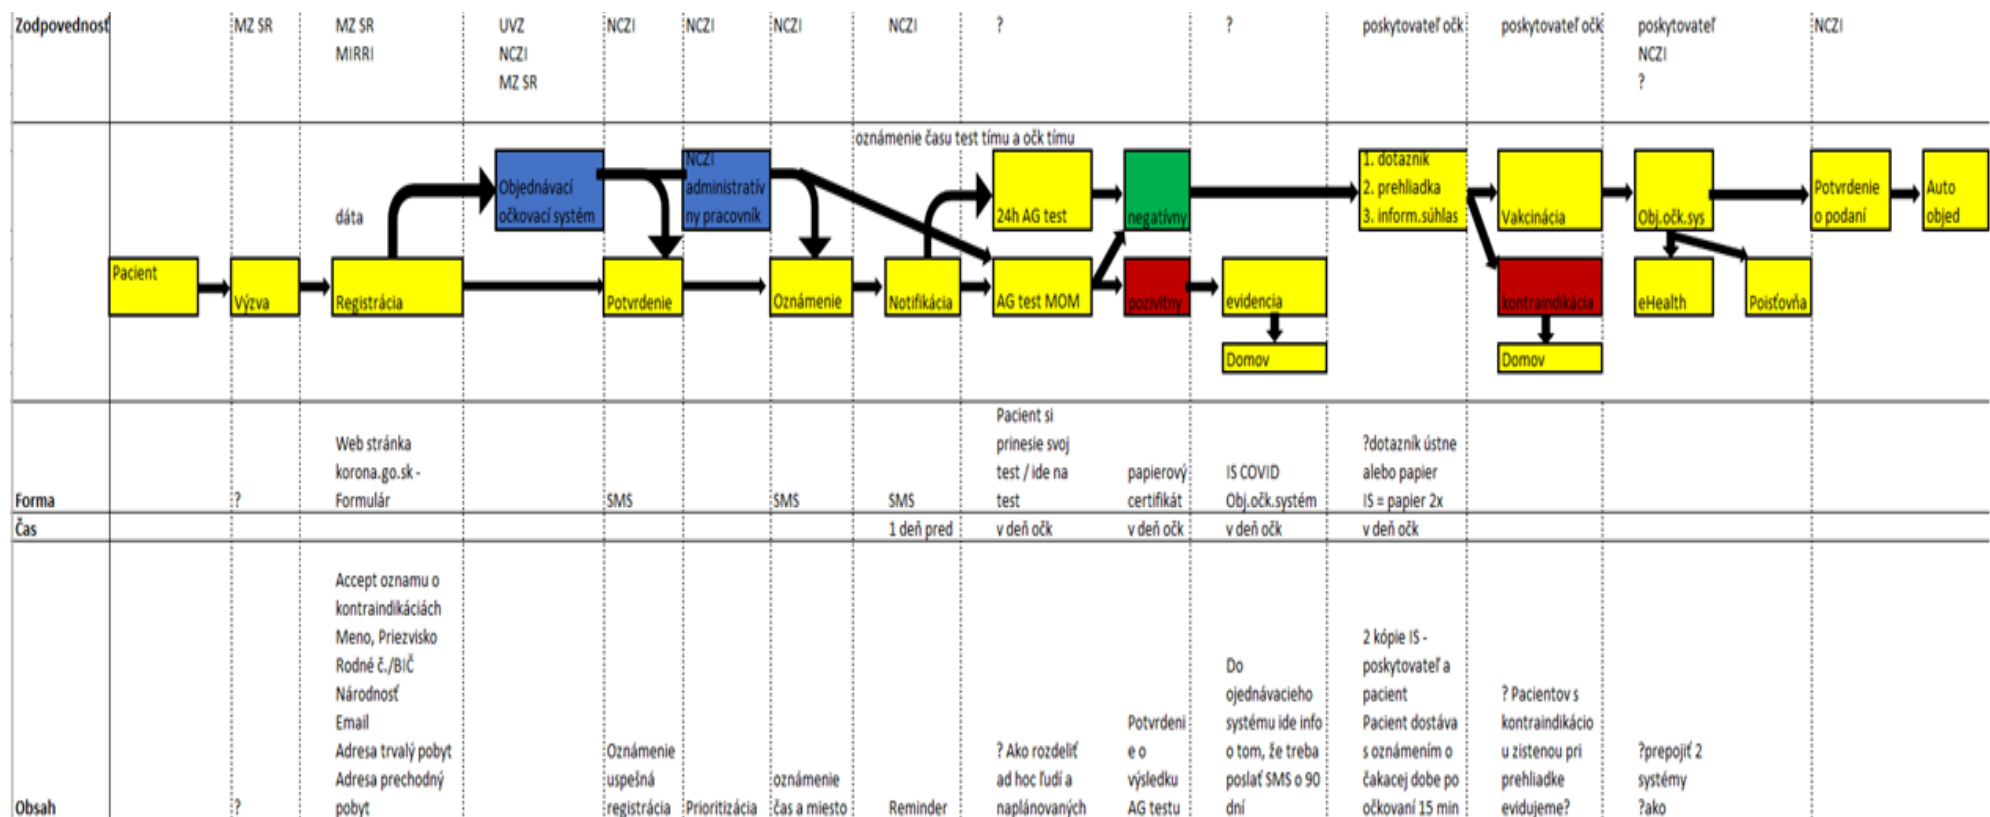 Zodpovednosť
MZ SR
MZ SR
MIRRI
UVZ
NCZI
MZ SR
NCZI
NCZI
NCZI
NCZI
?
?
poskytovateľ očk
poskytovateľ očk
poskytovateľ
NCZI
?
NCZI
oznámenie času test tímu a očk tímu
dáta
Objednávací
očkovací systém
NCZI
administratív
ny pracovník
24h AG test
negatívny
1. dotazník
2. prehliadka
3. inform.súhlas
Vakcinácia
Obj.očk.sys
Potvrdenie
o podaní
Auto
objed
Pacient
Výzva
Registrácia
Potvrdenie
Oznámenie
Notifikácia
AG test MOM
pozivítny
evidencia
kontraindikácia
eHealth
Poisťovňa
Domov
Domov
Forma
?
Web stránka
korona.go.sk -
Formulár
SMS
SMS
SMS
Pacient si
prinesie svoj
test / ide na
test
papierový
certifikát
IS COVID
Obj.očk.systém
?dotazník ústne
alebo papier
IS = papier 2x
Čas
1 deň pred
v deň očk
v deň očk
v deň očk
v deň očk
Obsah
?
Accept oznamu o
kontraindikáciách
Meno, Priezvisko
Rodné č./BIČ
Národnosť
Email
Adresa trvalý pobyt
Adresa prechodný
pobyt
Oznámenie
uspešná
registrácia
Prioritizácia
oznámenie
čas a miesto
Reminder
? Ako rozdeliť
ad hoc ľudí a
naplánovaných
Potvrdeni
e o
výsledku
AG testu
Do
ojednávacieho
systému ide info
o tom, že treba
poslať SMS o 90
dní
2 kópie IS -
poskytovateľ a
pacient
Pacient dostáva
s oznámením o
čakacej dobe po
očkovaní 15 min
? Pacientov s
kontraindikácio
u zistenou pri
prehliadke
evidujeme?
?prepojiť 2
systémy
?ako